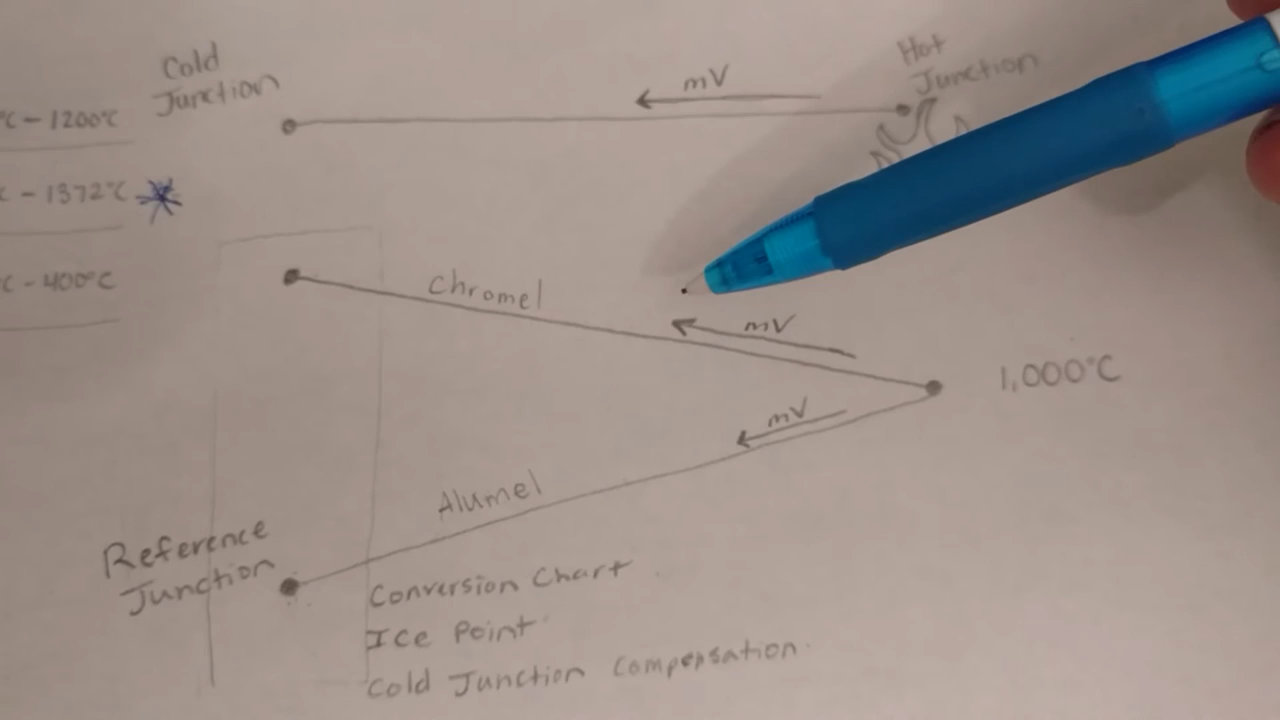 Cold
Junction
mV
Hot
Junction
°C - 1200°C
C - 1372°C
C - 400°C
Chromel
mV
1,000°C
mV
Alumel
Reference
Junction
Conversion Chart
Ice Point
Cold Junction Compensation